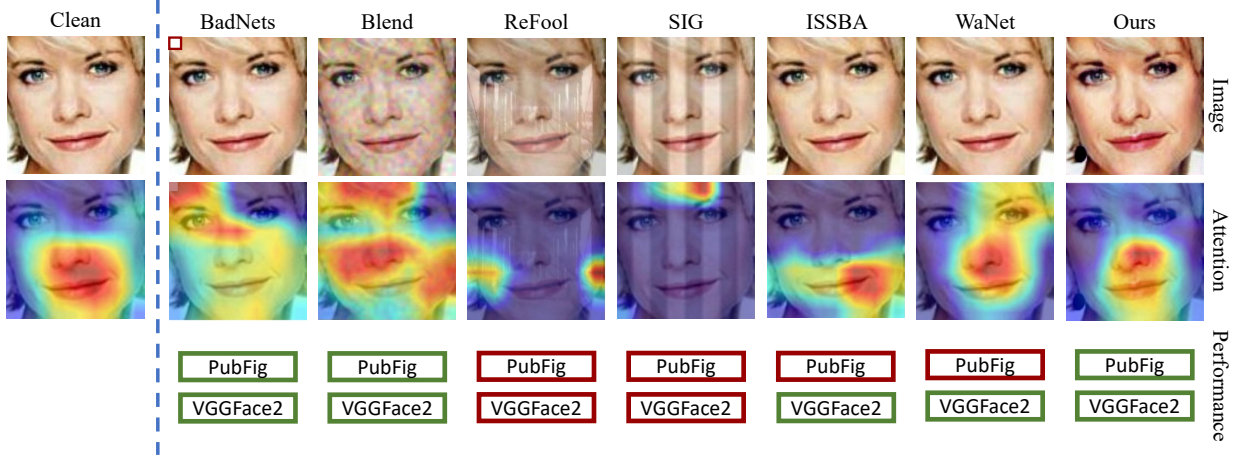 Clean BadNets Blend ReFool SIG ISSBA WaNet Ours
Image
Attention
Performance
PubFig PubFig PubFig PubFig PubFig PubFig PubFig
VGGFace2 VGGFace2 VGGFace2 VGGFace2 VGGFace2 VGGFace2 VGGFace2